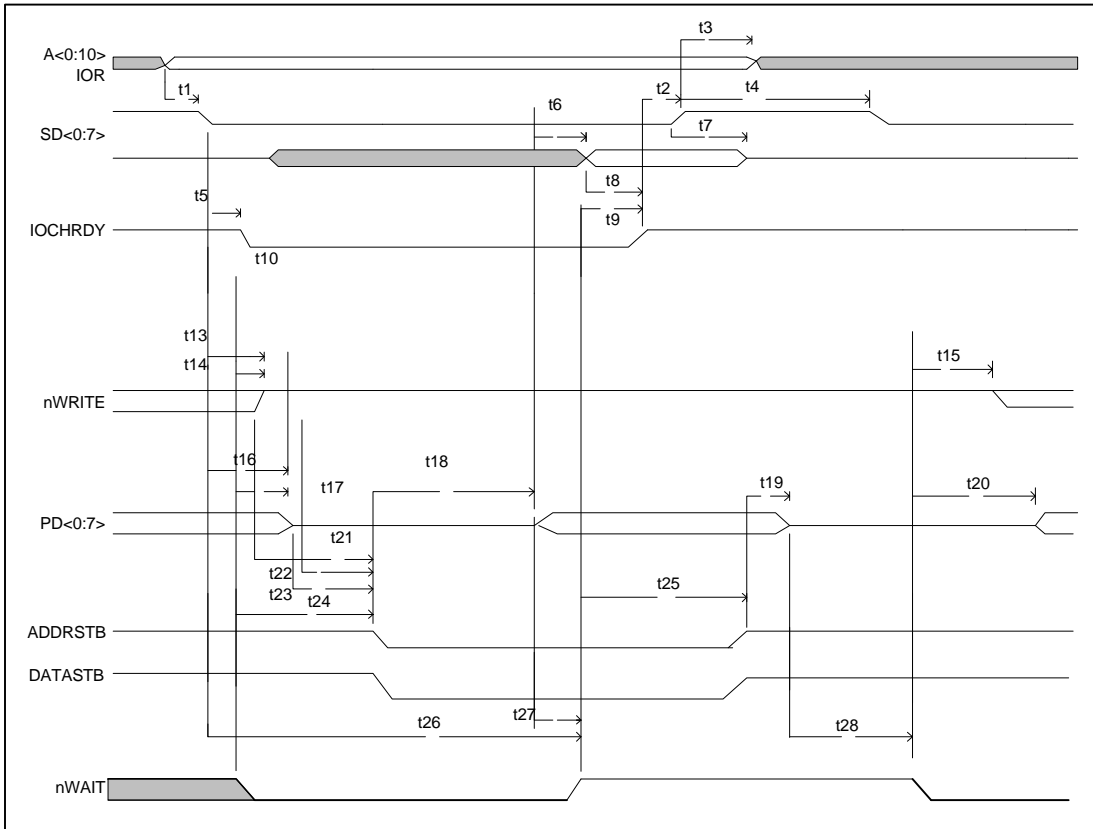 t3
A<0:10>
IOR
t1
t2
t4
t6
SD<0:7>
t7
t8
t5
t9
IOCHRDY
t10
t13
t14
t15
nWRITE
t16
t18
t17
t19
t20
PD<0:7>
t21
t22
t23
t24
t25
ADDRSTB
DATASTB
t27
t26
t28
nWAIT